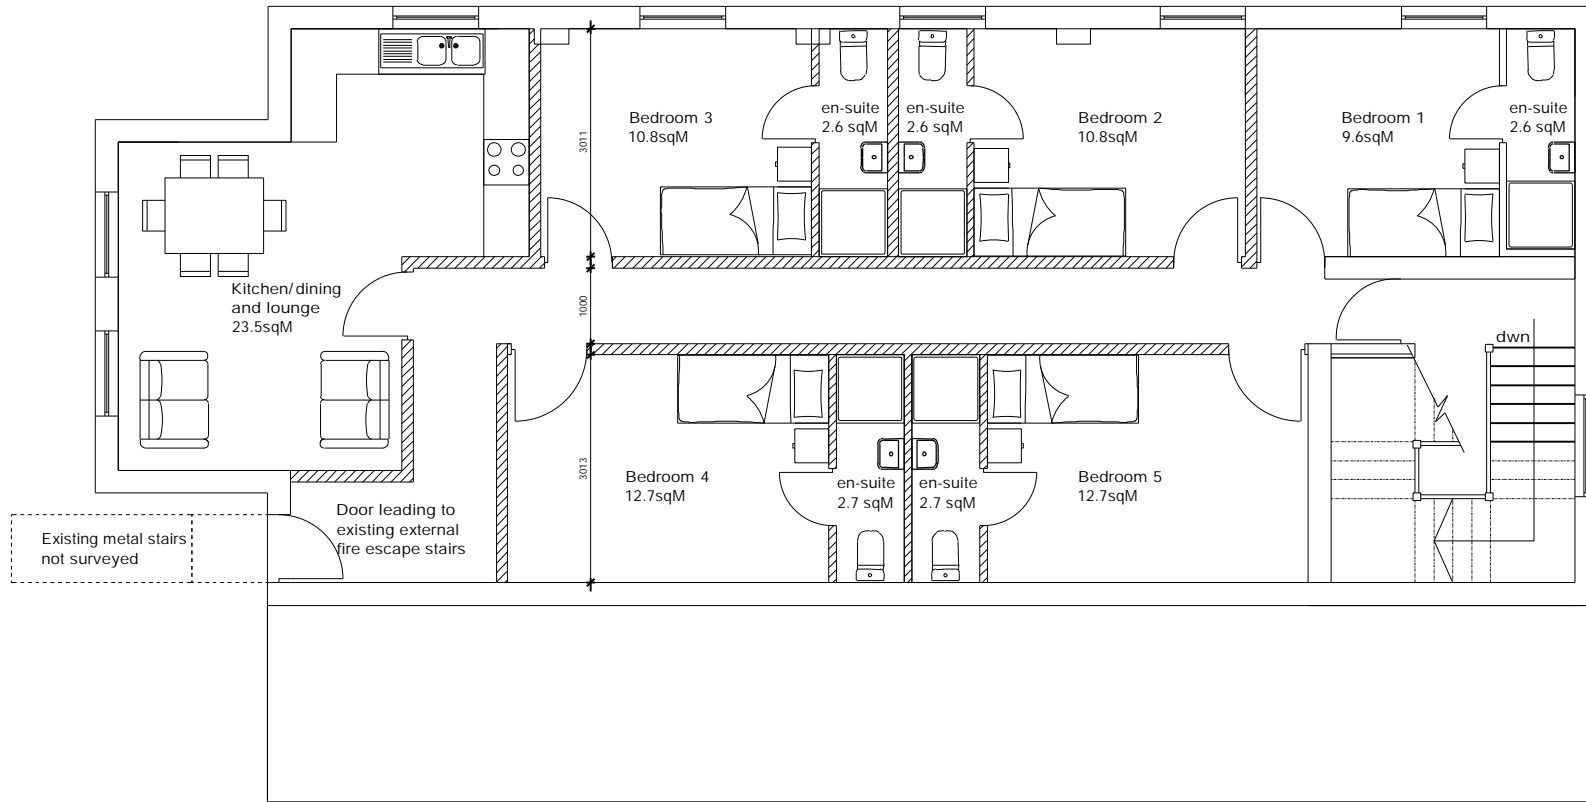 Bedroom 3
10.8sqM
en-suite
2.6 sqM
en-suite
2.6 sqM
Bedroom 2
10.8sqM
Bedroom 1
9.6sqM
en-suite
2.6 sqM
3011
Kitchen/dining
and lounge
23.5sqM
1000
dwn
3013
Bedroom 4
12.7sqM
en-suite
2.7 sqM
en-suite
2.7 sqM
Bedroom 5
12.7sqM
Door leading to
existing external
fire escape stairs
Existing metal stairs
not surveyed